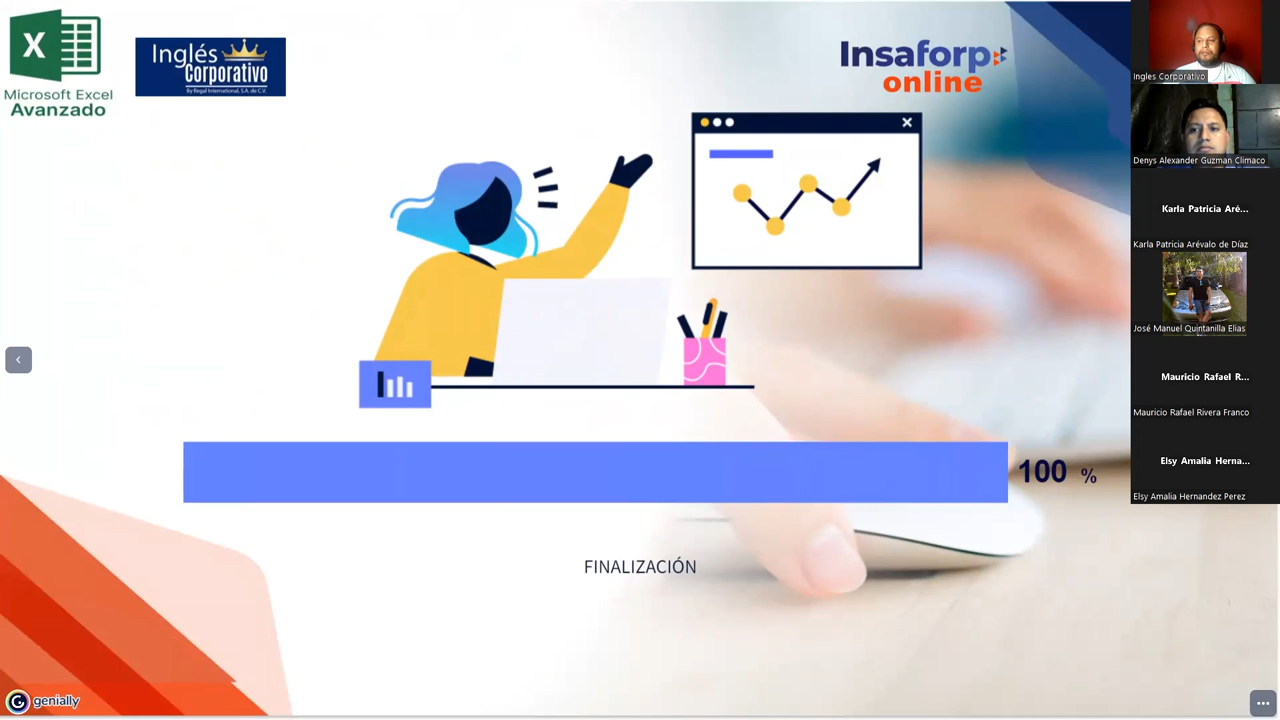 X
Microsoft Excel
Avanzado
Inglés
Corporativo
By Regal International, S.A. de C.V.
Insaforp
online
100 %
FINALIZACIÓN
genially
Ingles Corporativo
Denys Alexander Guzman Climaco
Karla Patricia Aré...
Karla Patricia Arévalo de Díaz
José Manuel Quintanilla Elias
Mauricio Rafael R...
Mauricio Rafael Rivera Franco
Elsy Amalia Herna...
Elsy Amalia Hernandez Perez